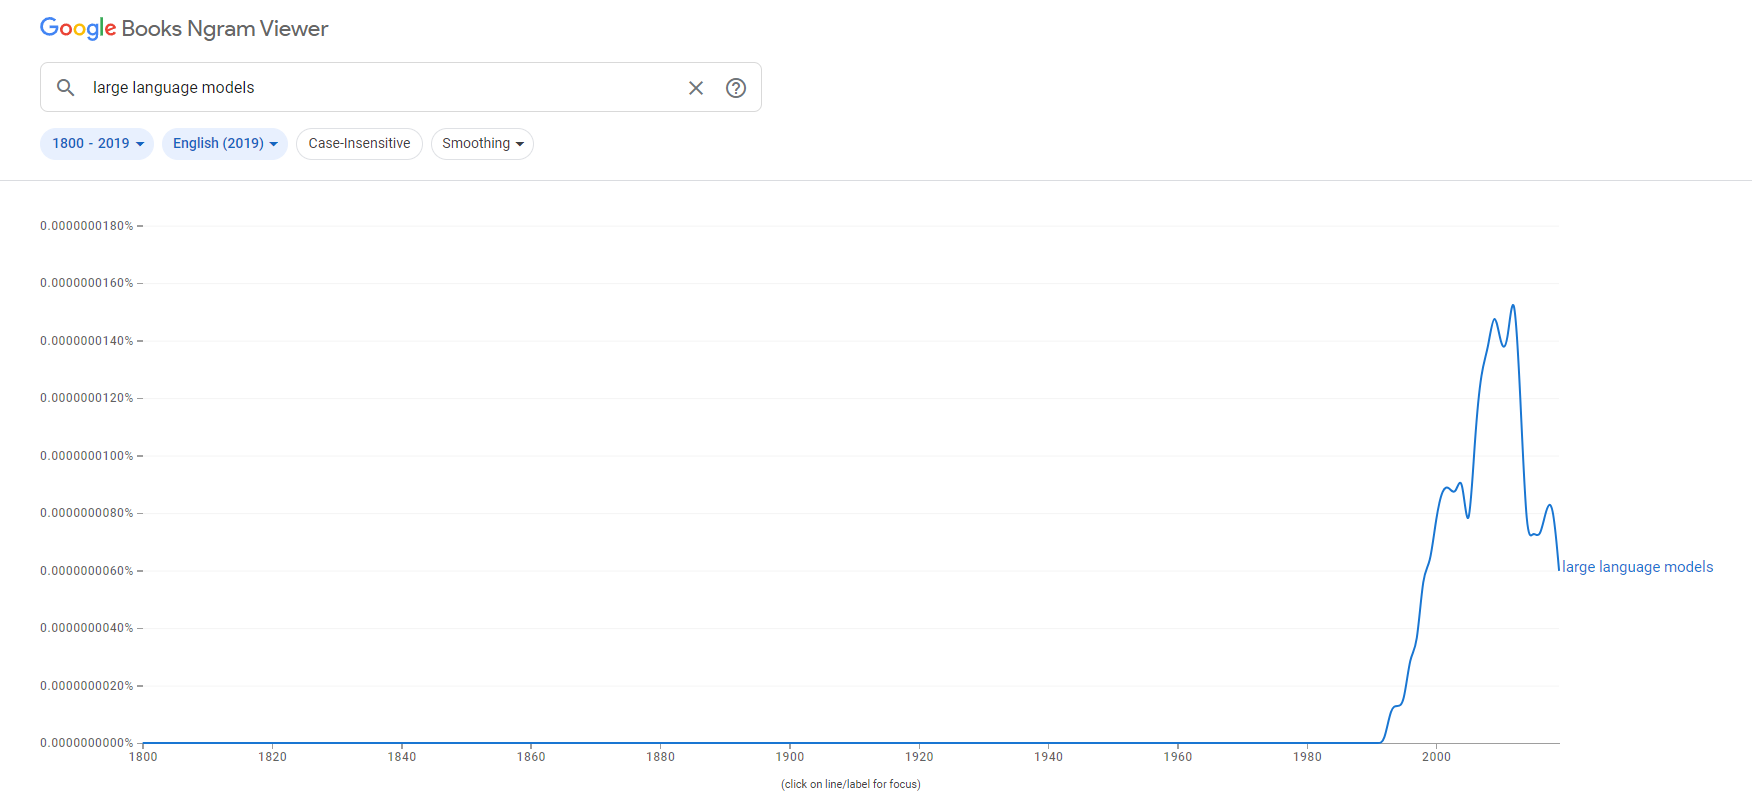 Google Books Ngram Viewer
large language models
1800 - 2019 English (2019) Case-Insensitive Smoothing
0.0000000180%
0.0000000160%
0.0000000140%
0.0000000120%
0.0000000100%
0.0000000080%
0.0000000060%
large language models
0.0000000040%
0.0000000020%
0.0000000000%
1800 1820 1840 1860 1880 1900 1920 1940 1960 1980 2000
(click on line/label for focus)